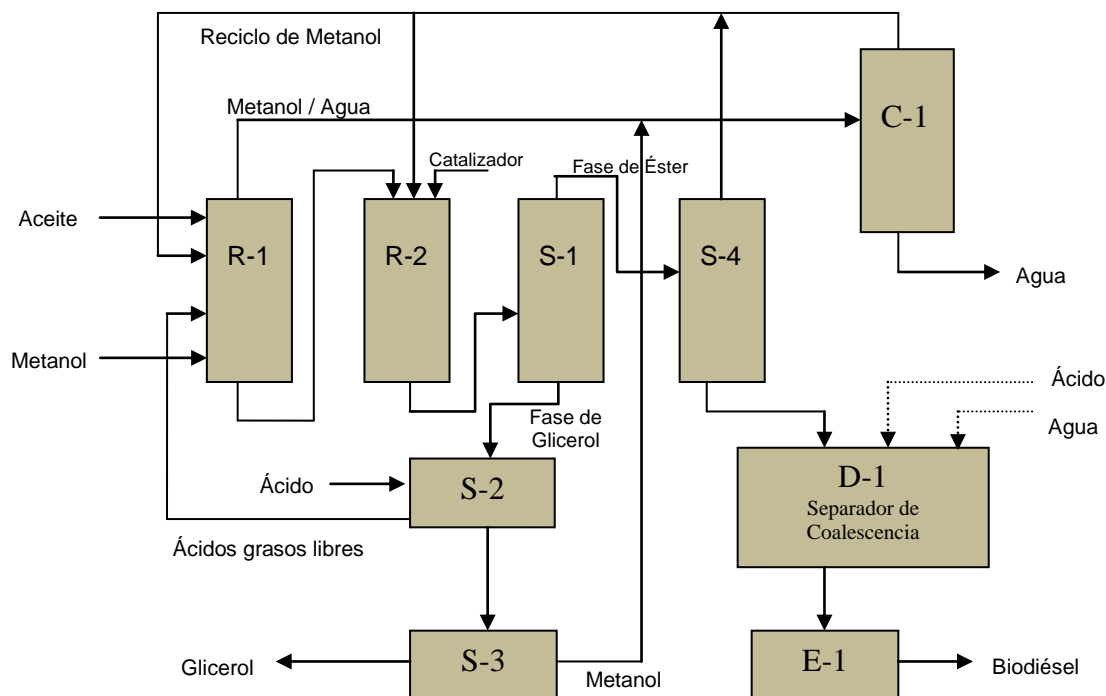 Reciclo de Metanol
Metanol / Agua
C-1
Catalizador
Fase de Éster
Aceite
R-1
R-2
S-1
S-4
Agua
Metanol
Ácido
Fase de
Glicerol
Agua
Ácido
S-2
D-1
Separador de
Coalescencia
Ácidos grasos libres
Glicerol
S-3
Metanol
E-1
Biodiésel